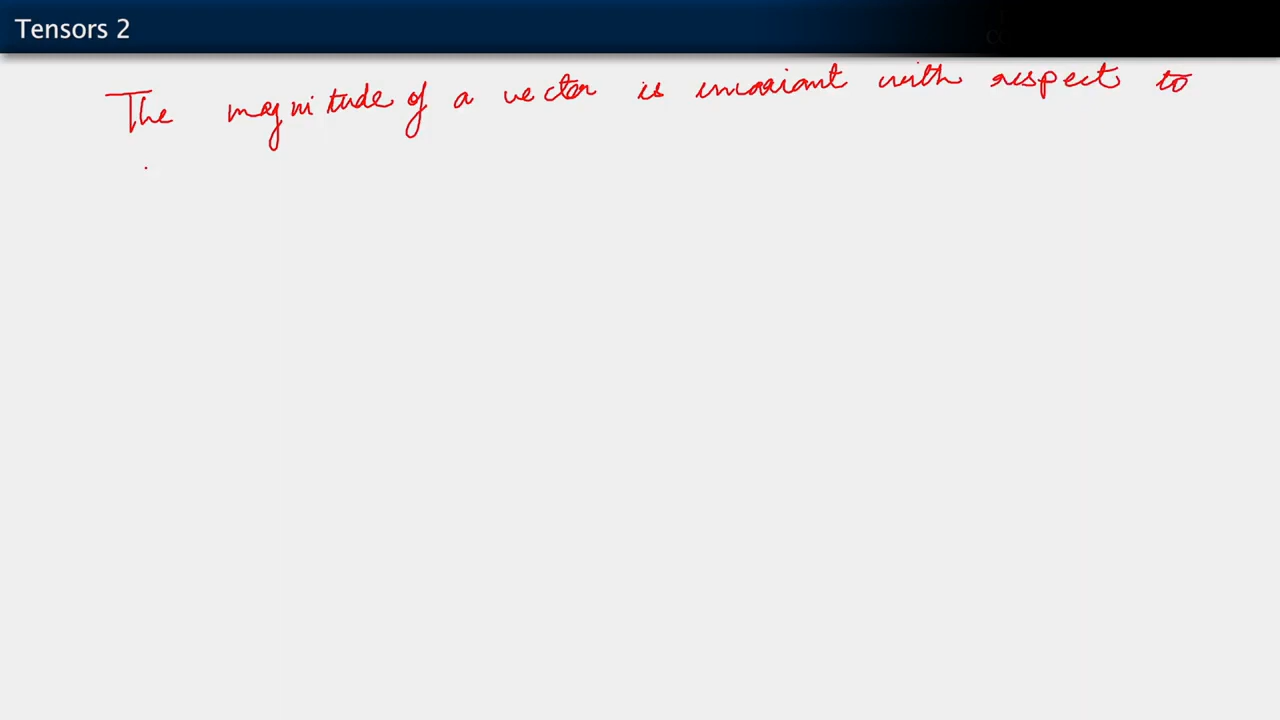 Tensors 2
The magnitude of a vector is invariant with respect to